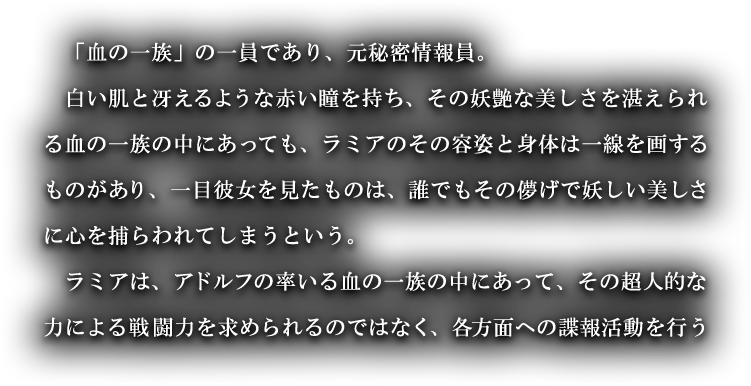 「血の一族」の一員であり、元秘密情報員。
白い肌と冴えるような赤い瞳を持ち、その妖艶な美しさを湛えられ
る血の一族の中にあっても、ラミアのその容姿と身体は一線を画する
ものがあり、一目彼女を見たものは、誰でもその儚げで妖しい美しさ
に心を捕らわれてしまうという。
ラミアは、アドルフの率いる血の一族の中にあって、その超人的な
力による戦闘力を求められるのではなく、各方面への諜報活動を行う